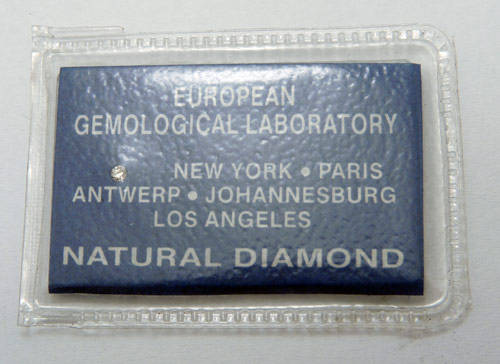 EUROPEAN
GEMOLOGICAL LABORATORY
NEW YORK • PARIS
ANTWERP • JOHANNESBURG
LOS ANGELES
NATURAL DIAMOND